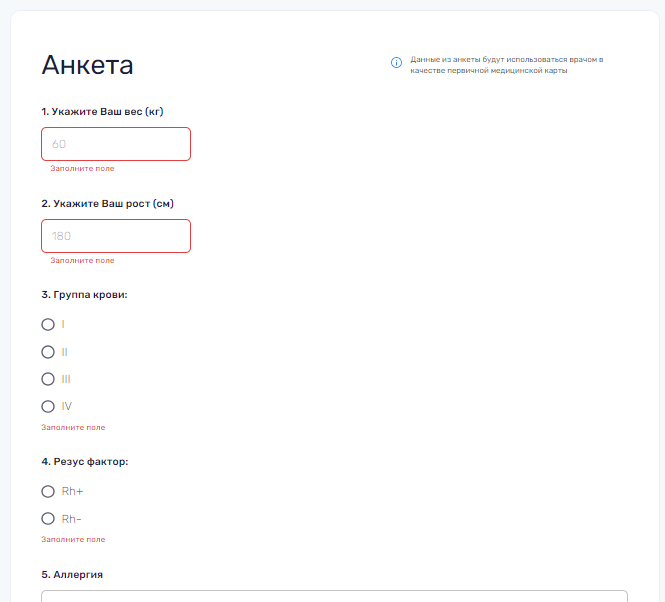 Анкета
Данные из анкеты будут использоваться врачом в
качестве первичной медицинской карты
1. Укажите Ваш вес (кг)
60
Заполните поле
2. Укажите Ваш рост (см)
180
Заполните поле
3. Группа крови:
I
II
III
IV
Заполните поле
4. Резус фактор:
Rh+
Rh-
Заполните поле
5. Аллергия